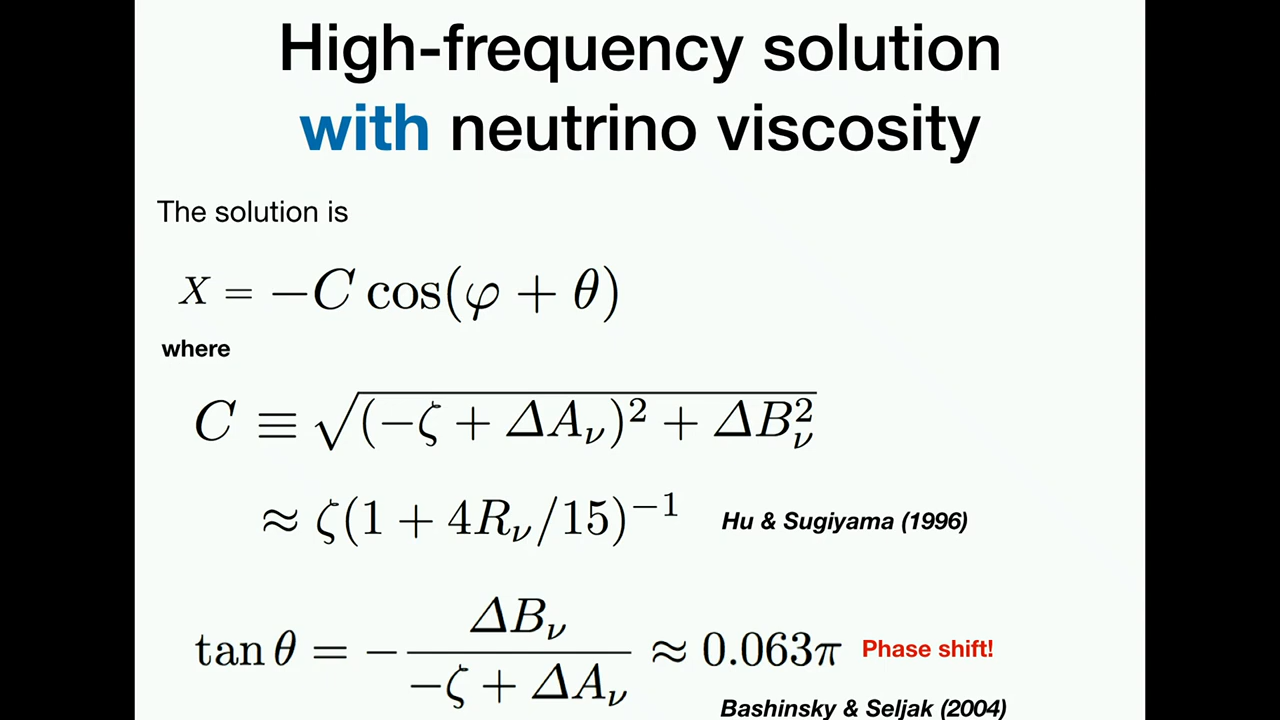 High-frequency solution
with neutrino viscosity
The solution is
X = −C cos(φ + θ)
where
C ≡ √((−ζ + ΔA_ν)² + ΔB_ν²)
≈ ζ(1 + 4R_ν/15)⁻¹ Hu & Sugiyama (1996)
tan θ = − ΔB_ν / (−ζ + ΔA_ν) ≈ 0.063π Phase shift!
Bashinsky & Seljak (2004)